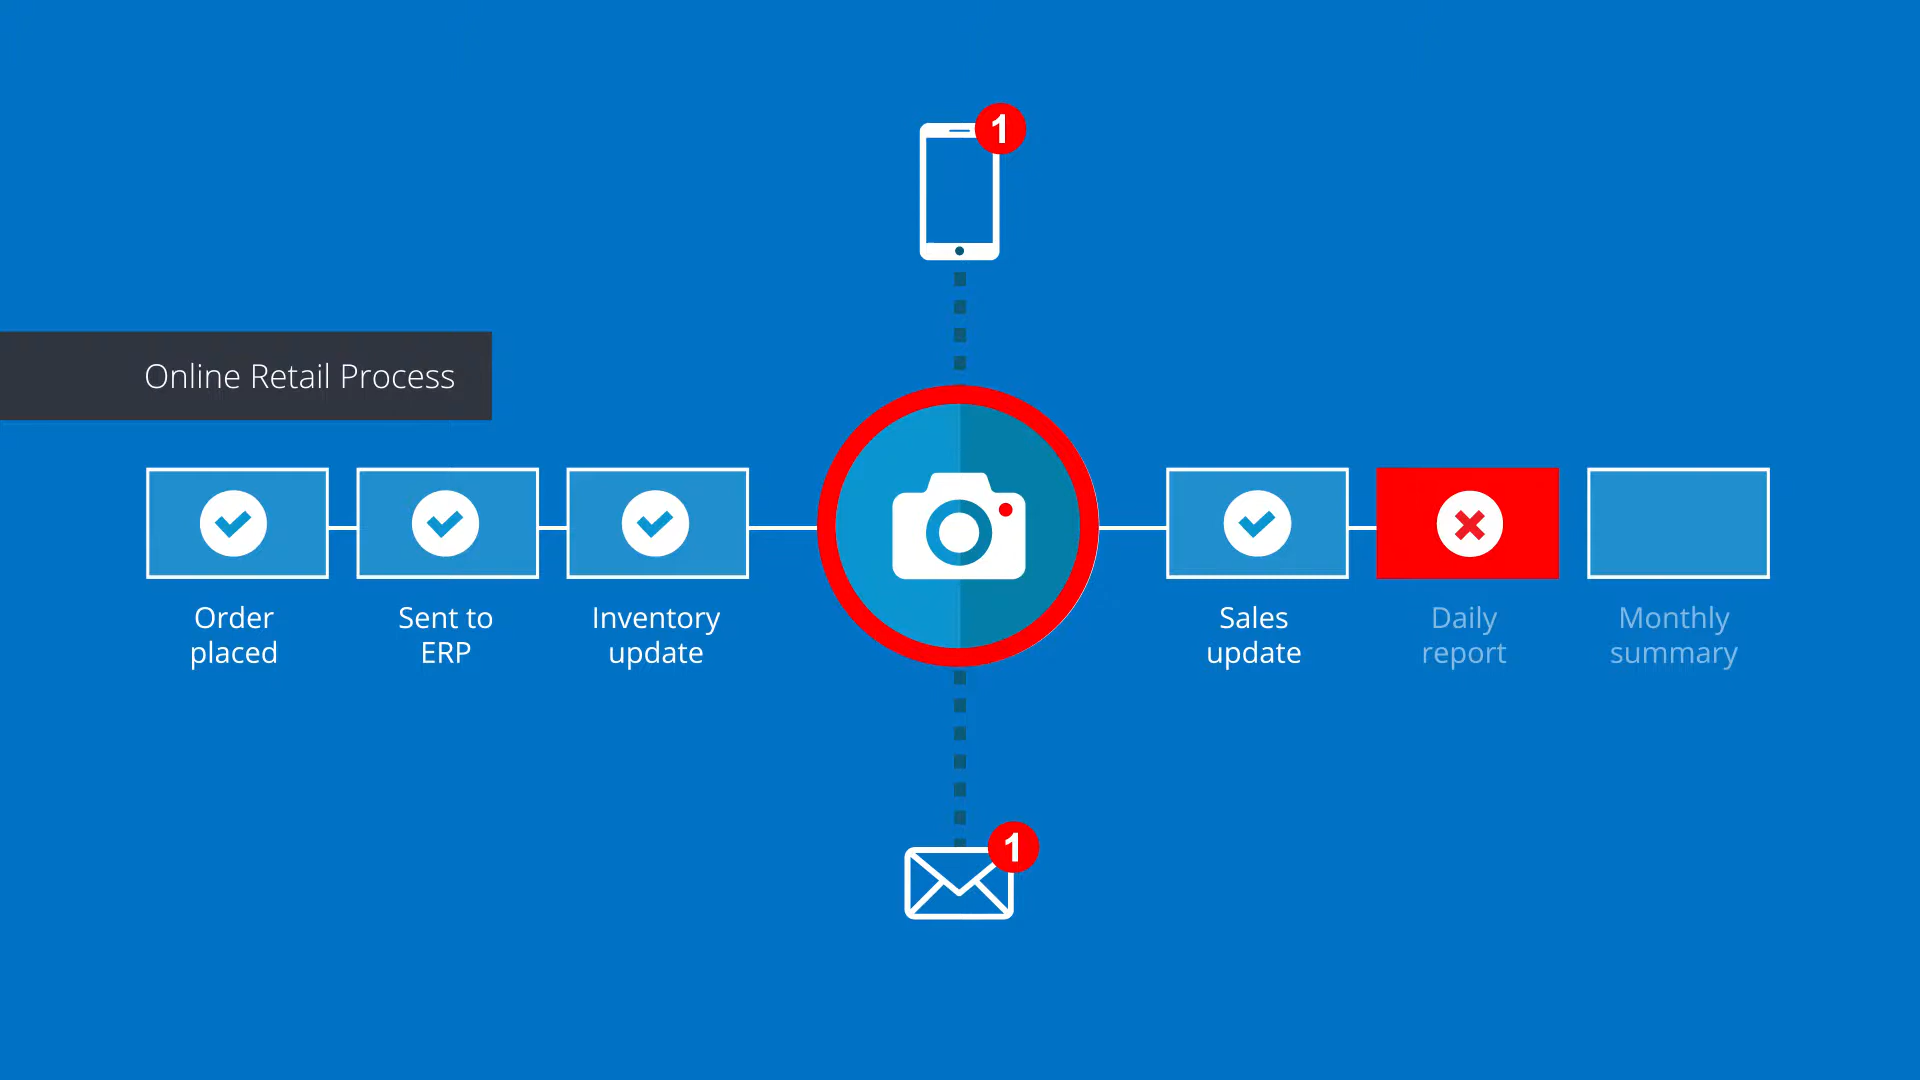 1
Online Retail Process
Order
placed
Sent to
ERP
Inventory
update
Sales
update
Daily
report
Monthly
summary
1